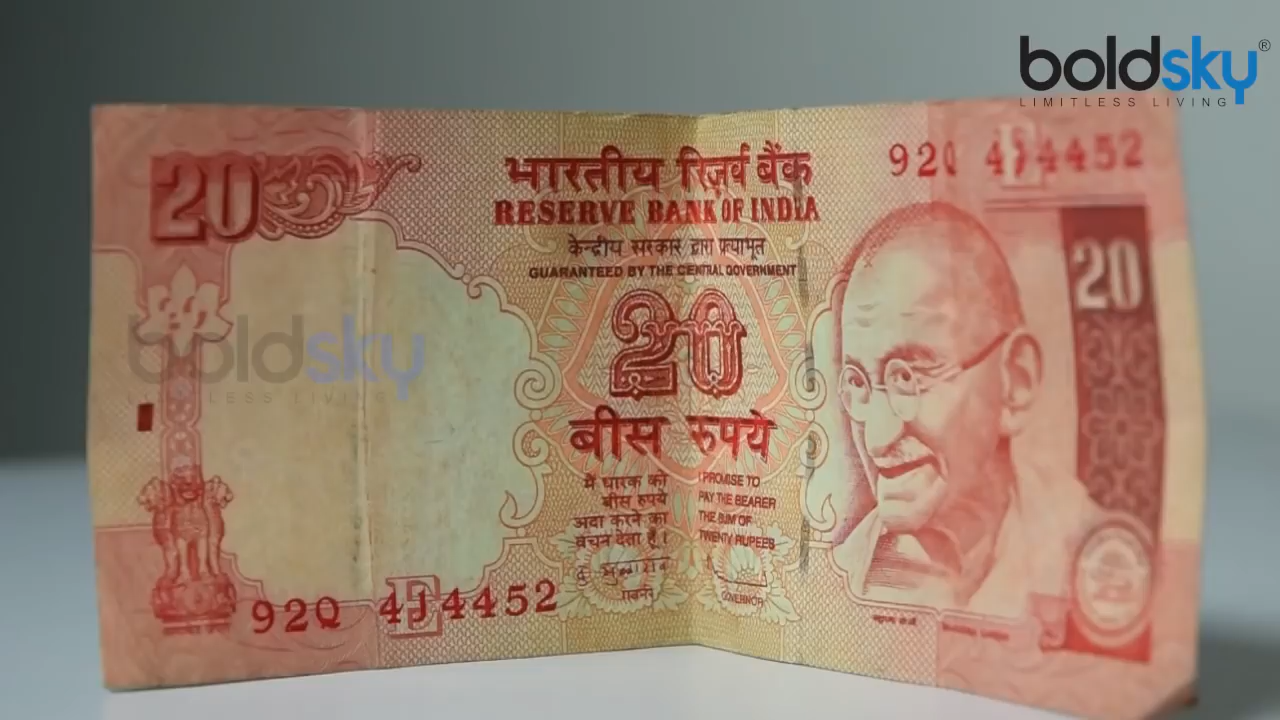 boldsky®
LIMITLESS LIVING
20
भारतीय रिज़र्व बैंक
RESERVE BANK OF INDIA
92Q 4J4452
केन्द्रीय सरकार द्वारा प्रत्याभूत
GUARANTEED BY THE CENTRAL GOVERNMENT
20
20
boldsky
LIMITLESS LIVING
बीस रुपये
मैं धारक को
बीस रुपये
अदा करने का
वचन देता हूँ।
I PROMISE TO
PAY THE BEARER
THE SUM OF
TWENTY RUPEES
गवर्नर
GOVERNOR
92Q 4J4452
E